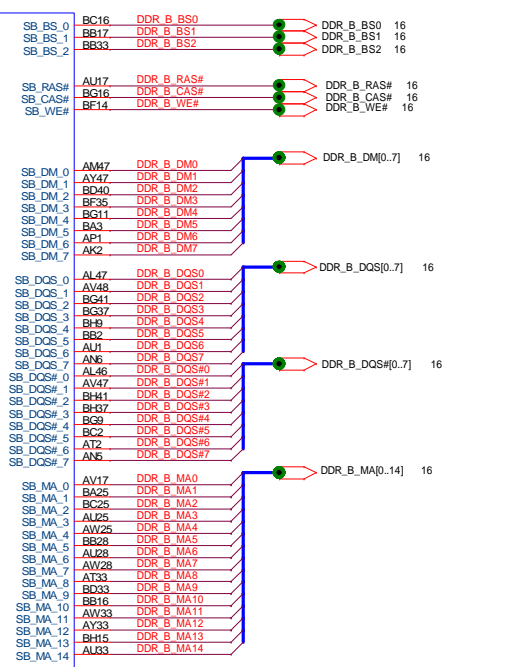 SB_BS_0 BC16 DDR_B_BS0 DDR_B_BS0 16
SB_BS_1 BB17 DDR_B_BS1 DDR_B_BS1 16
SB_BS_2 BB33 DDR_B_BS2 DDR_B_BS2 16
SB_RAS# AU17 DDR_B_RAS# DDR_B_RAS# 16
SB_CAS# BG16 DDR_B_CAS# DDR_B_CAS# 16
SB_WE# BF14 DDR_B_WE# DDR_B_WE# 16
DDR_B_DM[0..7] 16
SB_DM_0 AM47 DDR_B_DM0
SB_DM_1 AY47 DDR_B_DM1
SB_DM_2 BD40 DDR_B_DM2
SB_DM_3 BF35 DDR_B_DM3
SB_DM_4 BG11 DDR_B_DM4
SB_DM_5 BA3 DDR_B_DM5
SB_DM_6 AP1 DDR_B_DM6
SB_DM_7 AK2 DDR_B_DM7
DDR_B_DQS[0..7] 16
SB_DQS_0 AL47 DDR_B_DQS0
SB_DQS_1 AV48 DDR_B_DQS1
SB_DQS_2 BG41 DDR_B_DQS2
SB_DQS_3 BG37 DDR_B_DQS3
SB_DQS_4 BH9 DDR_B_DQS4
SB_DQS_5 BB2 DDR_B_DQS5
SB_DQS_6 AU1 DDR_B_DQS6
SB_DQS_7 AN6 DDR_B_DQS7
DDR_B_DQS#[0..7] 16
SB_DQS#_0 AL46 DDR_B_DQS#0
SB_DQS#_1 AV47 DDR_B_DQS#1
SB_DQS#_2 BH41 DDR_B_DQS#2
SB_DQS#_3 BH37 DDR_B_DQS#3
SB_DQS#_4 BG9 DDR_B_DQS#4
SB_DQS#_5 BC2 DDR_B_DQS#5
SB_DQS#_6 AT2 DDR_B_DQS#6
SB_DQS#_7 AN5 DDR_B_DQS#7
DDR_B_MA[0..14] 16
SB_MA_0 AV17 DDR_B_MA0
SB_MA_1 BA25 DDR_B_MA1
SB_MA_2 BC25 DDR_B_MA2
SB_MA_3 AU25 DDR_B_MA3
SB_MA_4 AW25 DDR_B_MA4
SB_MA_5 BB28 DDR_B_MA5
SB_MA_6 AU28 DDR_B_MA6
SB_MA_7 AW28 DDR_B_MA7
SB_MA_8 AT33 DDR_B_MA8
SB_MA_9 BD33 DDR_B_MA9
SB_MA_10 BB16 DDR_B_MA10
SB_MA_11 AW33 DDR_B_MA11
SB_MA_12 AY33 DDR_B_MA12
SB_MA_13 BH15 DDR_B_MA13
SB_MA_14 AU33 DDR_B_MA14